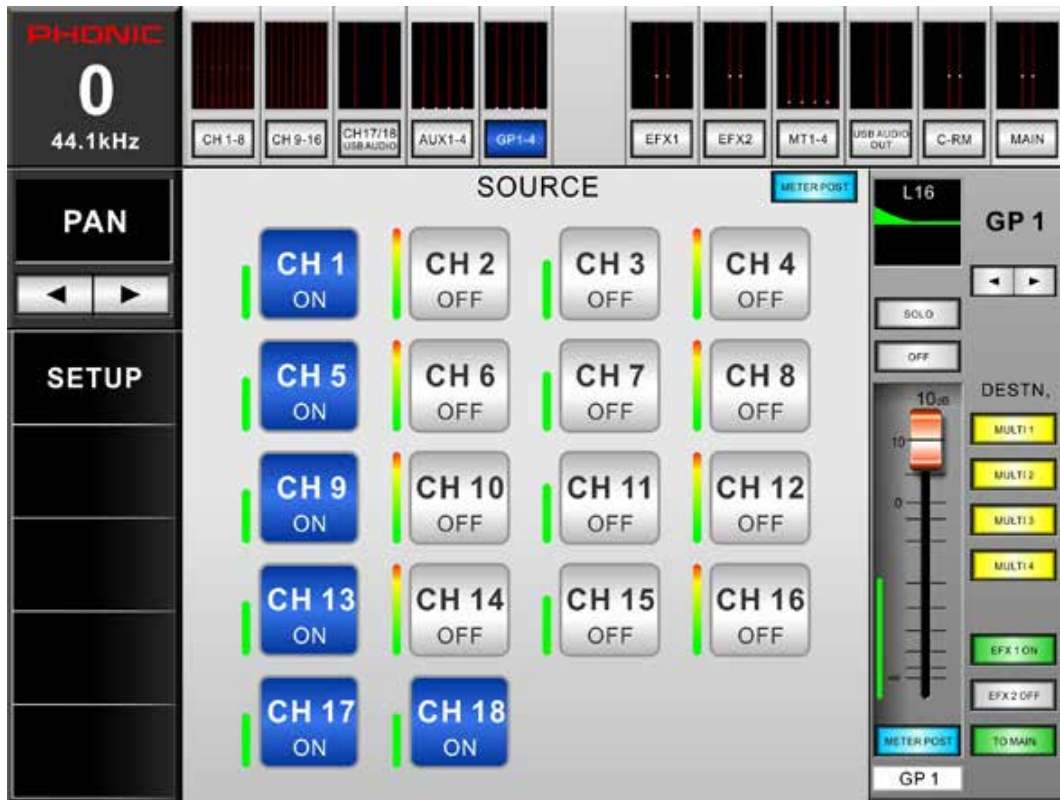 PHONIC
0
44.1kHz
CH 1-8
CH 9-16
CH17/18
USB AUDIO
AUX1-4
GP1-4
EFX1
EFX2
MT1-4
USB AUDIO
OUT
C-RM
MAIN
PAN
SETUP
SOURCE
METER POST
CH 1
ON
CH 2
OFF
CH 3
OFF
CH 4
OFF
CH 5
ON
CH 6
OFF
CH 7
OFF
CH 8
OFF
CH 9
ON
CH 10
OFF
CH 11
OFF
CH 12
OFF
CH 13
ON
CH 14
OFF
CH 15
OFF
CH 16
OFF
CH 17
ON
CH 18
ON
L16
GP 1
SOLO
OFF
10dB
10
0
-∞
METER POST
GP 1
DESTN,
MULTI 1
MULTI 2
MULTI 3
MULTI 4
EFX 1 ON
EFX 2 OFF
TO MAIN